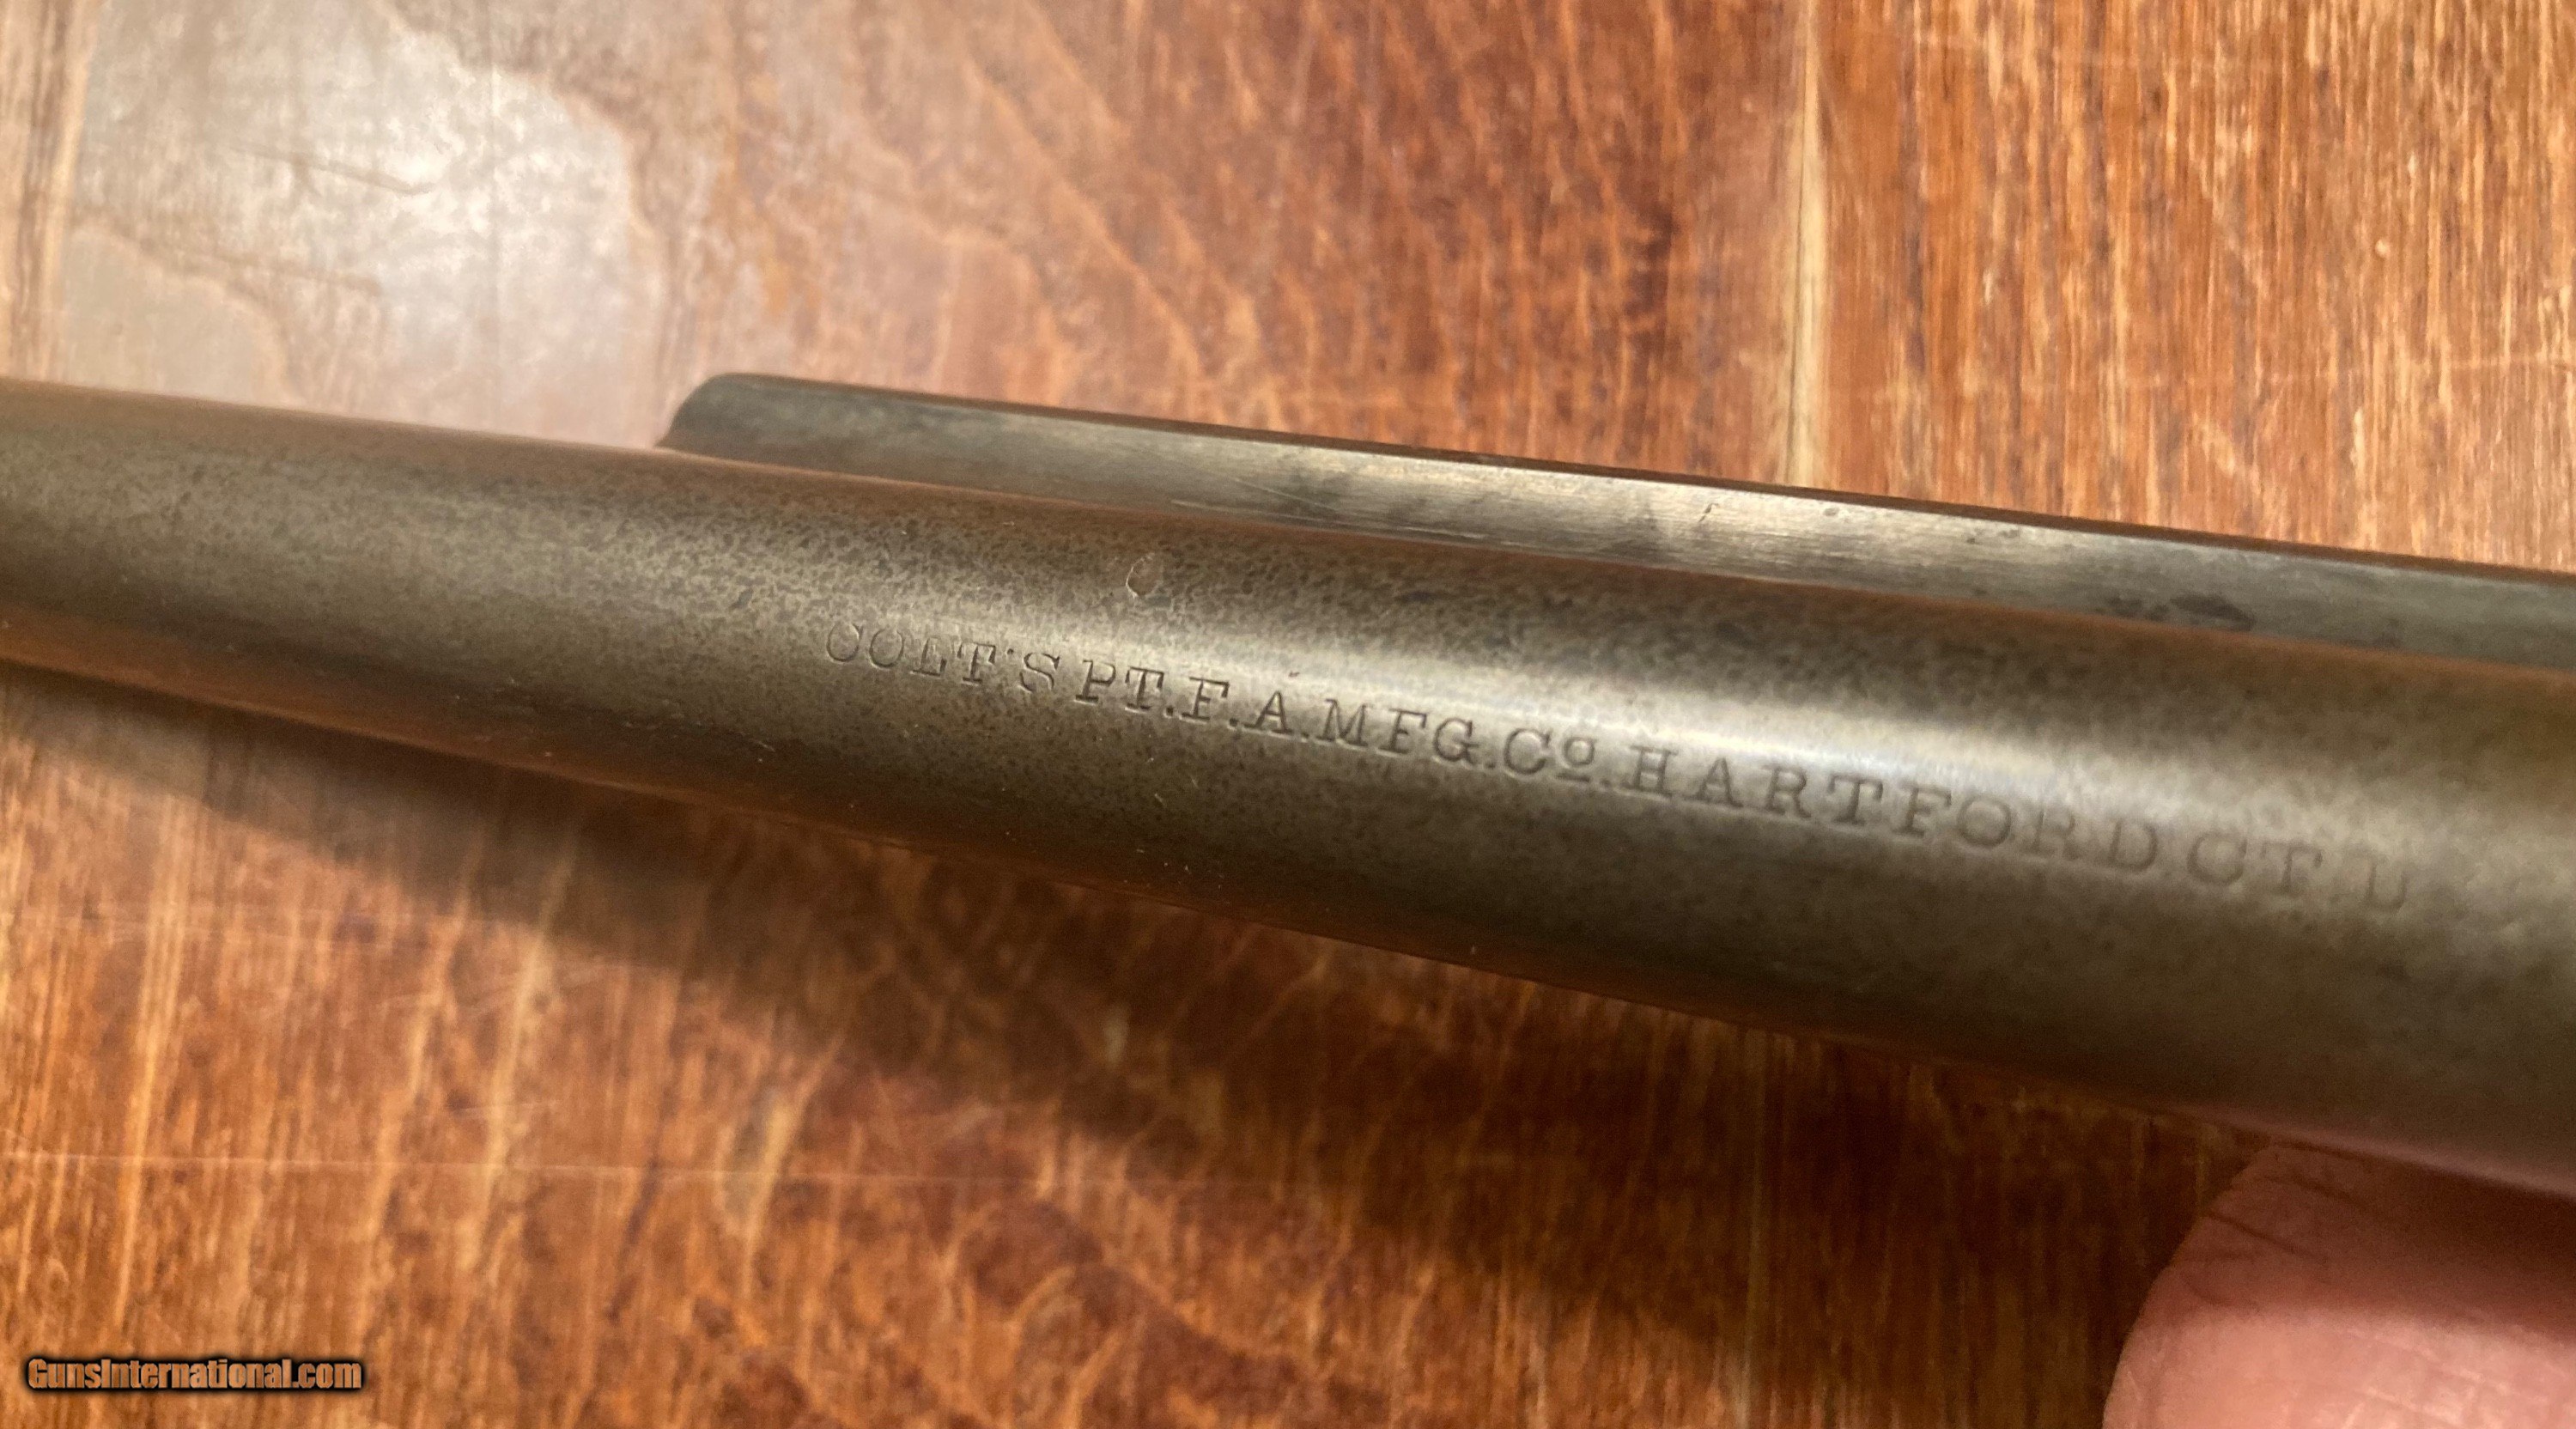 COLT'S PT. F. A. MFG. Cº. HARTFORD CT. U
GunsInternational.com